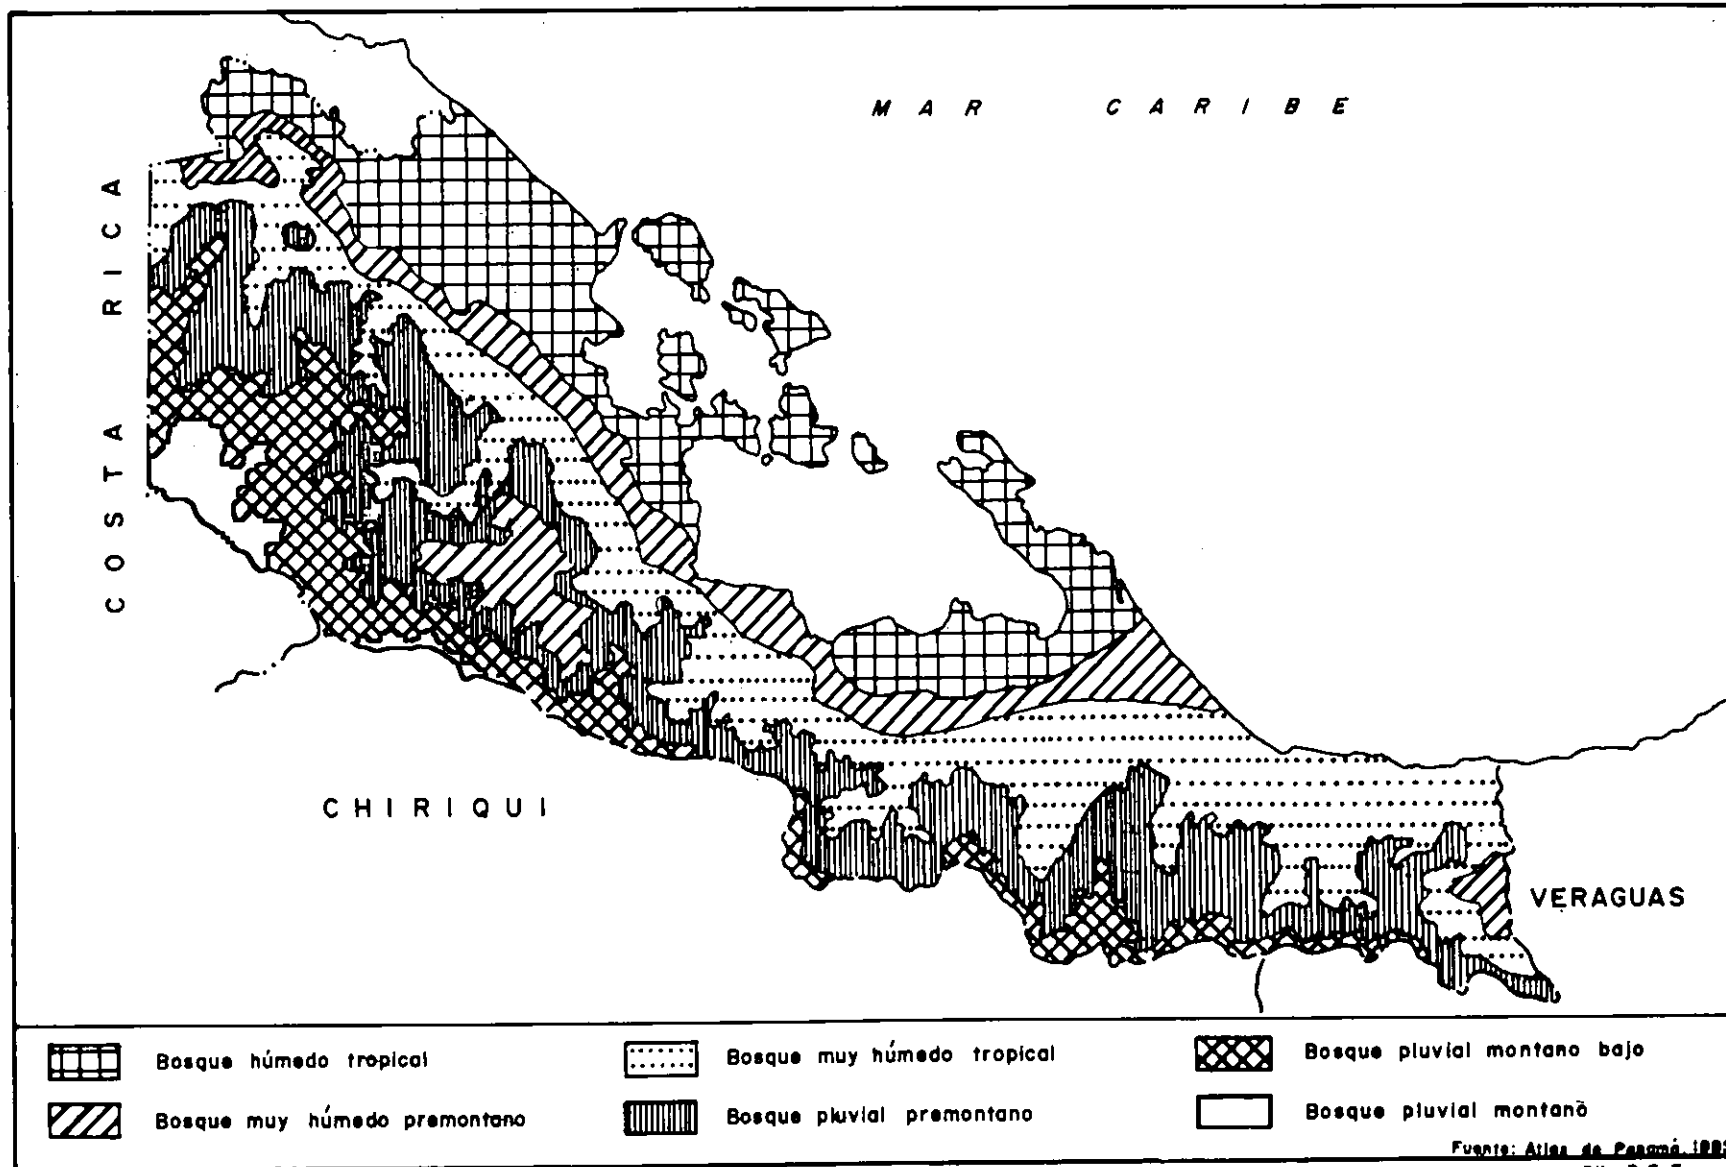 MAR CARIBE
COSTA RICA
CHIRIQUI
VERAGUAS
Bosque húmedo tropical
Bosque muy húmedo tropical
Bosque pluvial montano bajo
Bosque muy húmedo premontano
Bosque pluvial premontano
Bosque pluvial montano
Fuente: Atlas de Panamá,